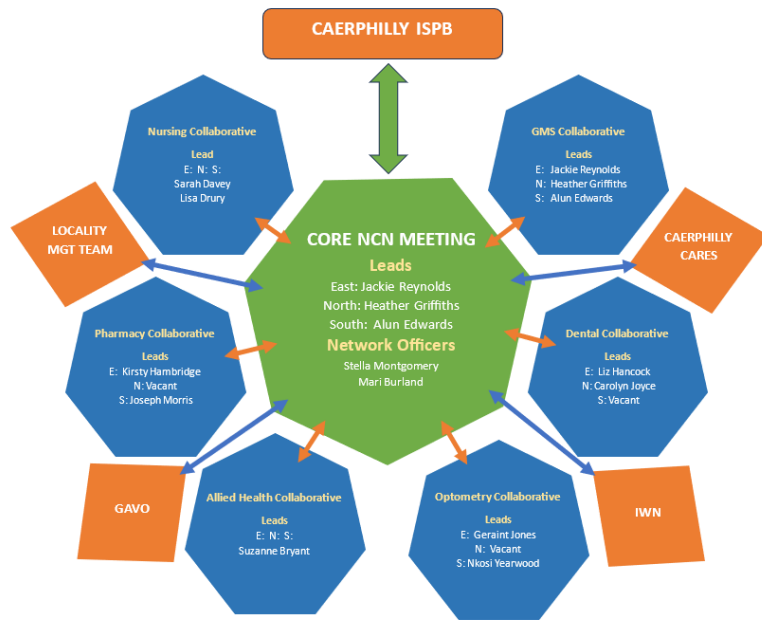 CAERPHILLY ISPB
Nursing Collaborative
Lead
E: N: S:
Sarah Davey
Lisa Drury
GMS Collaborative
Leads
E: Jackie Reynolds
N: Heather Griffiths
S: Alun Edwards
LOCALITY
MGT TEAM
CORE NCN MEETING
Leads
East: Jackie Reynolds
North: Heather Griffiths
South: Alun Edwards
Network Officers
Stella Montgomery
Mari Burland
CAERPHILLY
CARES
Pharmacy Collaborative
Leads
E: Kirsty Hambridge
N: Vacant
S: Joseph Morris
Dental Collaborative
Leads
E: Liz Hancock
N: Carolyn Joyce
S: Vacant
GAVO
Allied Health Collaborative
Leads
E: N: S:
Suzanne Bryant
Optometry Collaborative
Leads
E: Geraint Jones
N: Vacant
S: Nkosi Yearwood
IWN